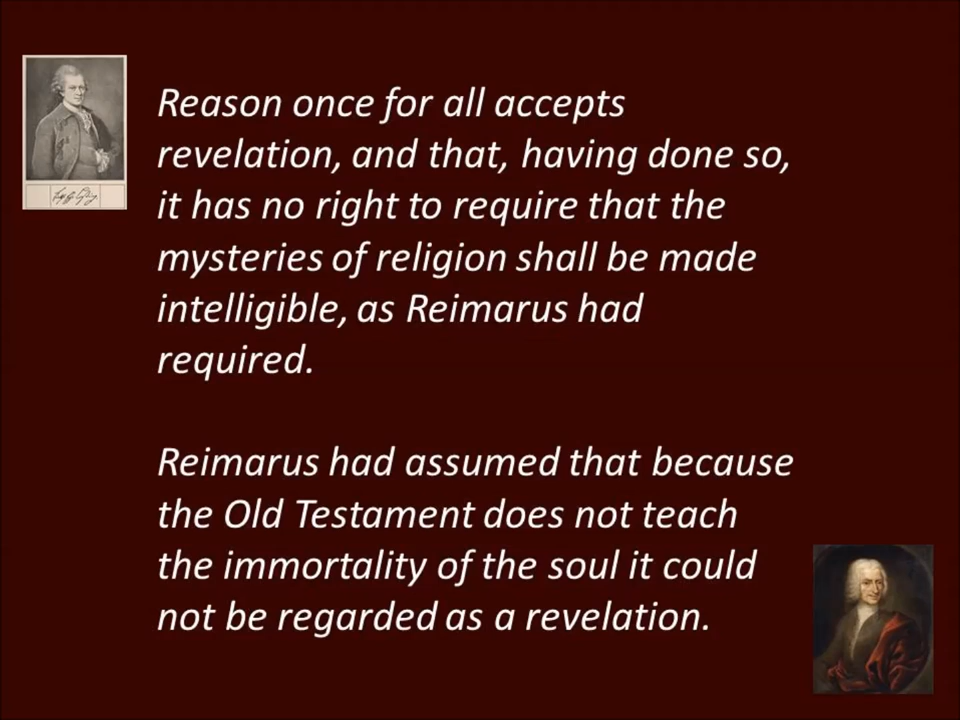 Reason once for all accepts
revelation, and that, having done so,
it has no right to require that the
mysteries of religion shall be made
intelligible, as Reimarus had
required.
Reimarus had assumed that because
the Old Testament does not teach
the immortality of the soul it could
not be regarded as a revelation.